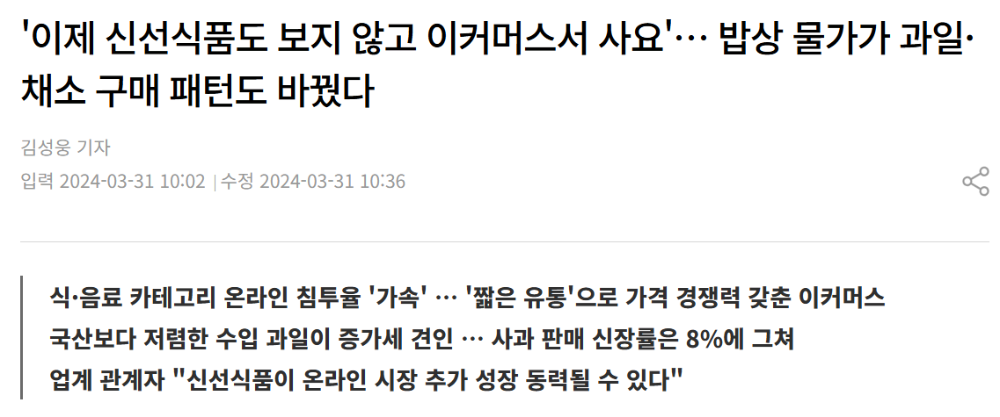 '이제 신선식품도 보지 않고 이커머스서 사요'… 밥상 물가가 과일·
채소 구매 패턴도 바꿨다
김성웅 기자
입력 2024-03-31 10:02 | 수정 2024-03-31 10:36
식·음료 카테고리 온라인 침투율 '가속' … '짧은 유통'으로 가격 경쟁력 갖춘 이커머스
국산보다 저렴한 수입 과일이 증가세 견인 … 사과 판매 신장률은 8%에 그쳐
업계 관계자 "신선식품이 온라인 시장 추가 성장 동력될 수 있다"